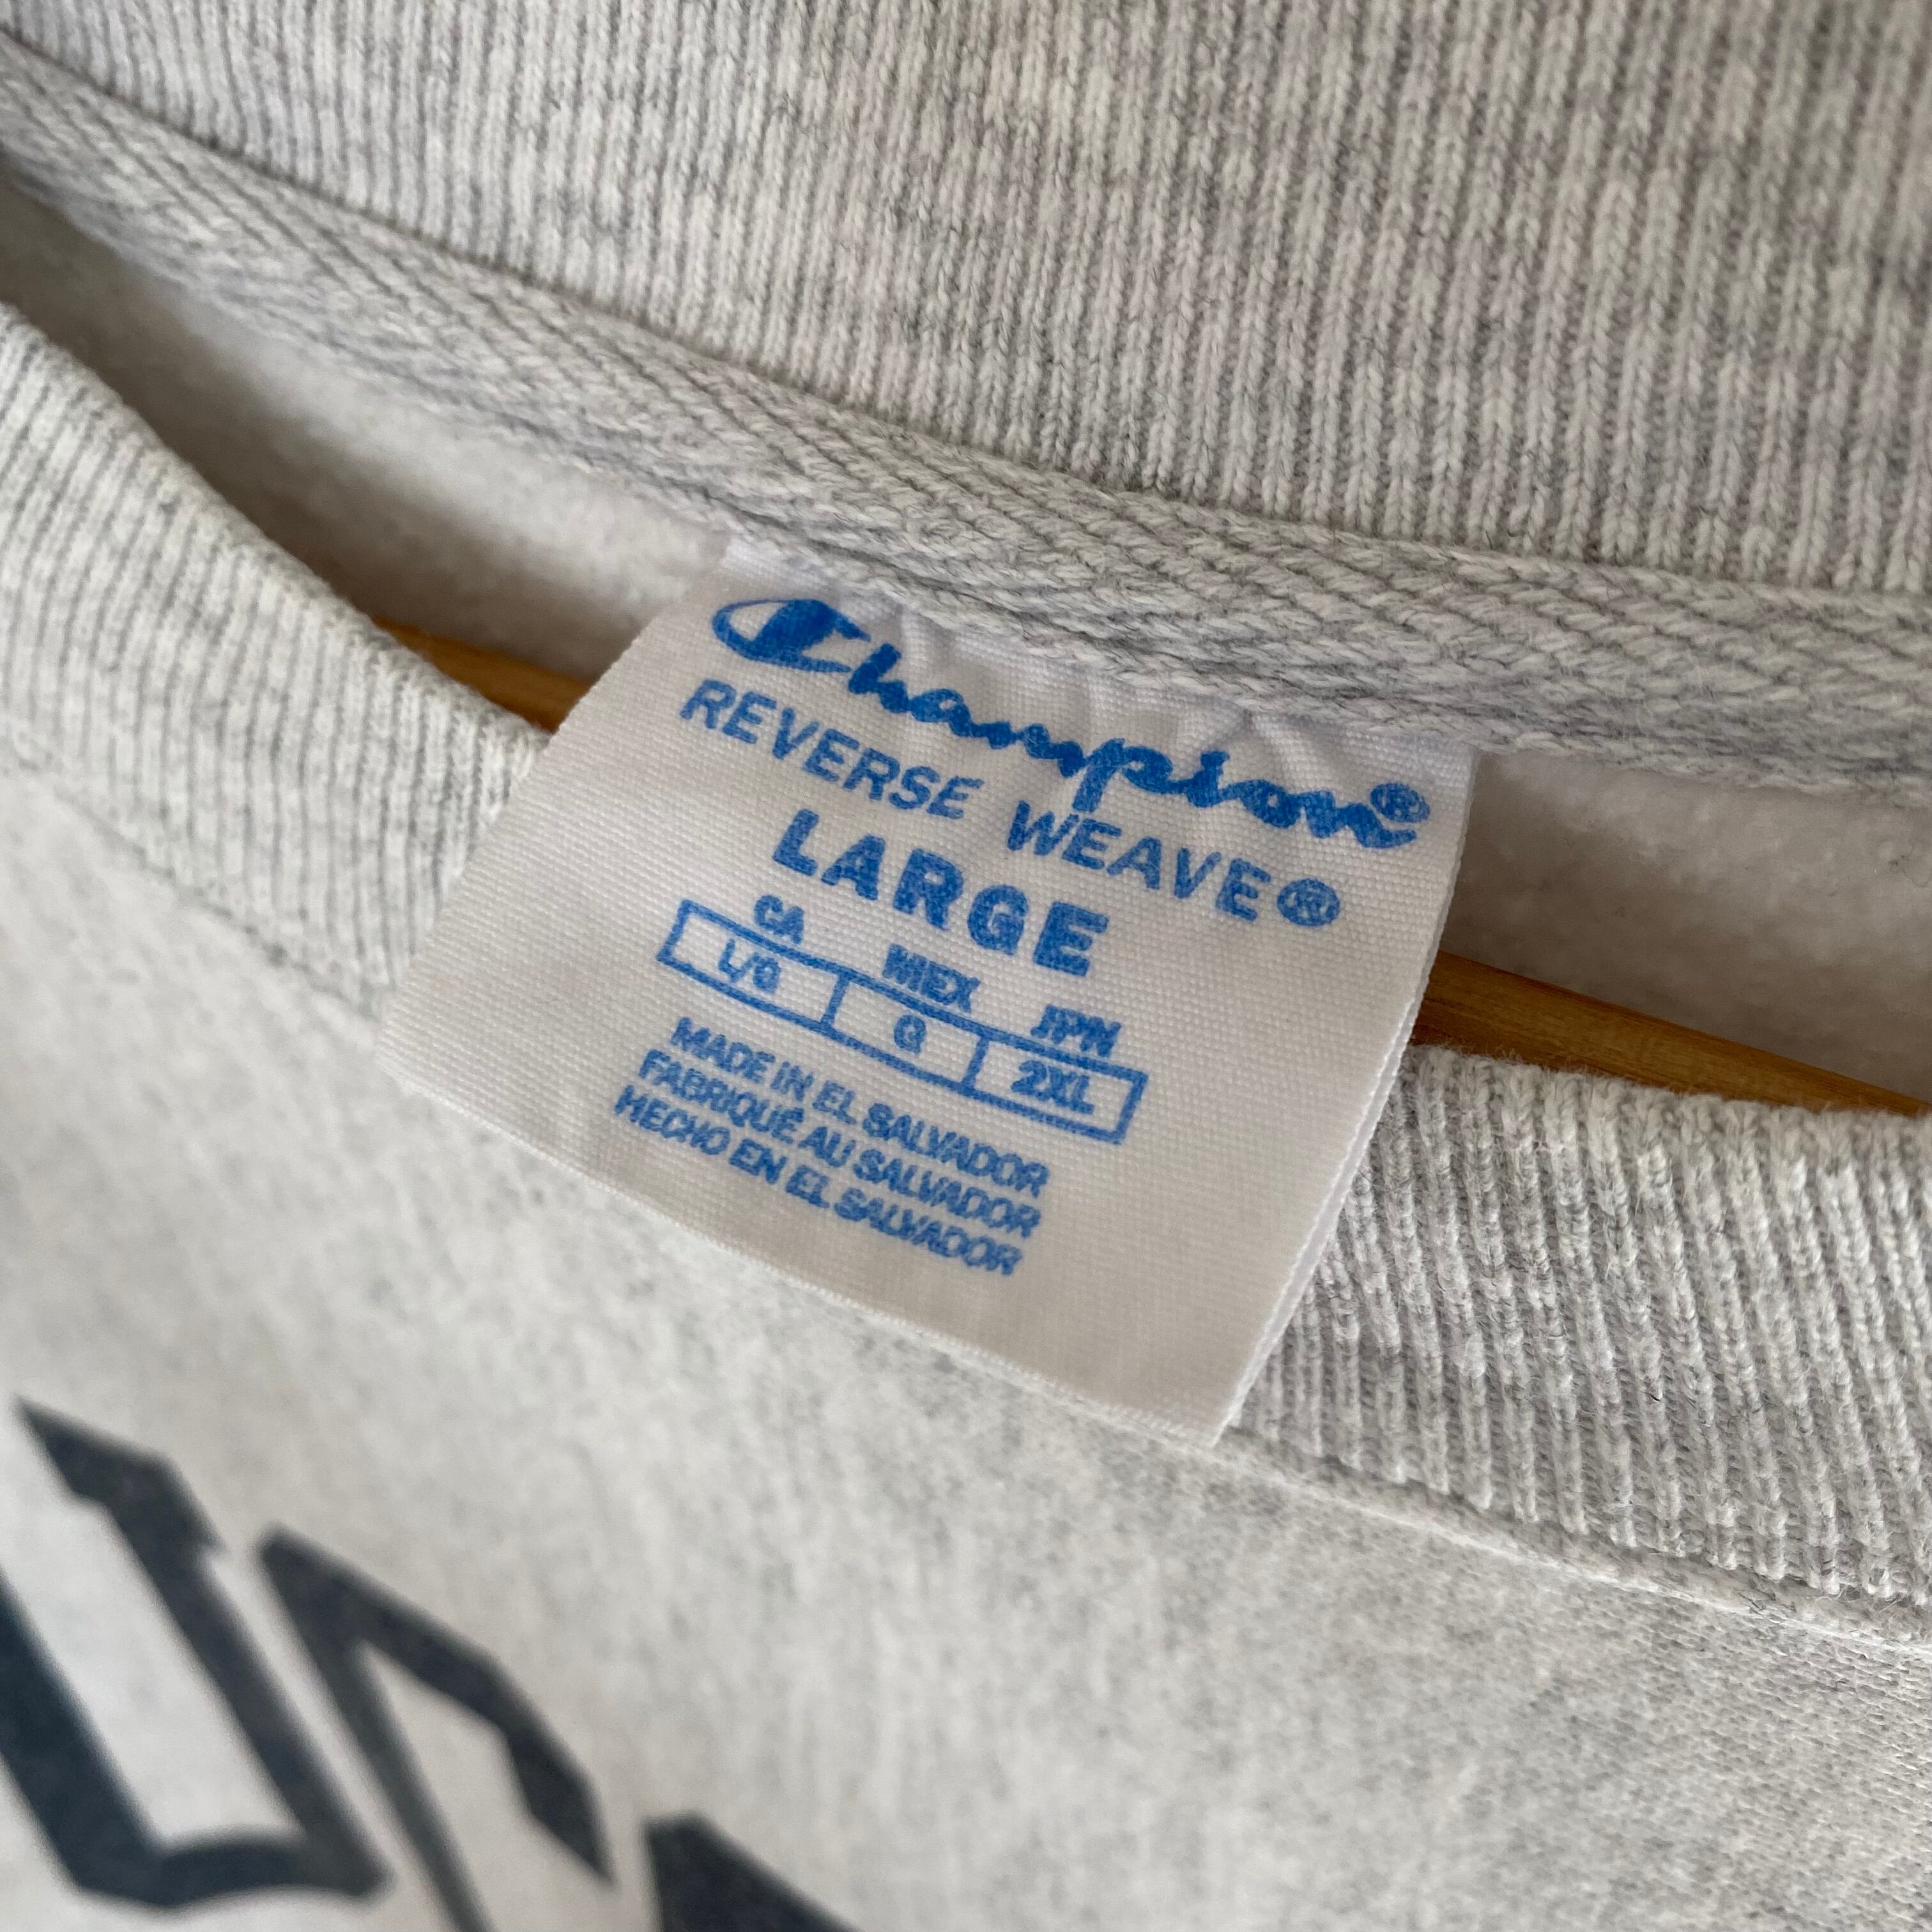 Champion®
REVERSE WEAVE®
LARGE
CA MEX JPN
L/G G 2XL
MADE IN EL SALVADOR
FABRIQUÉ AU SALVADOR
HECHO EN EL SALVADOR